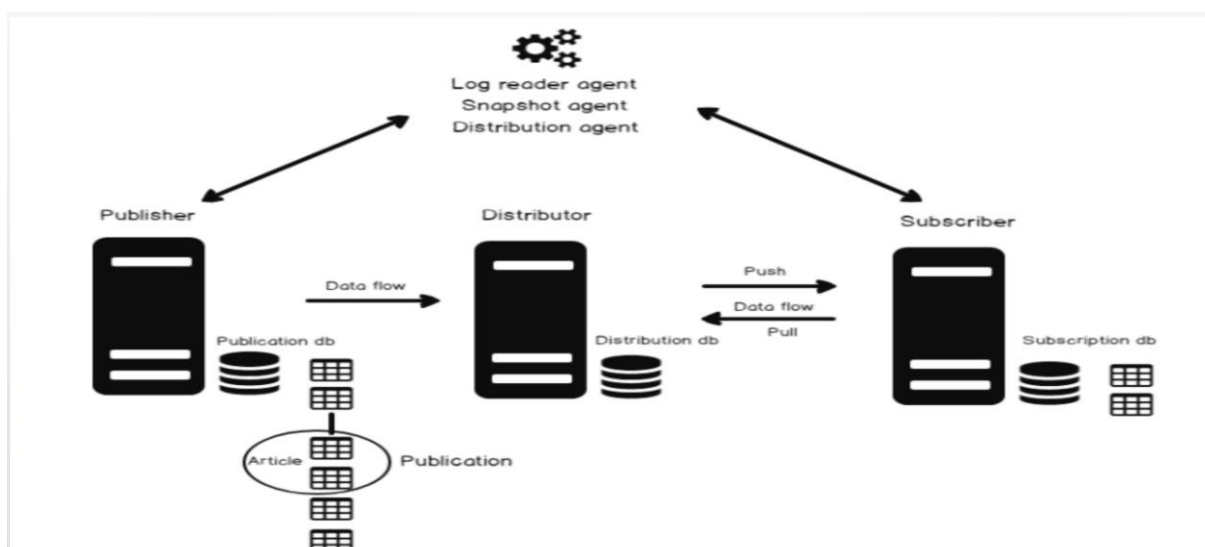 Log reader agent
Snapshot agent
Distribution agent
Publisher
Distributor
Subscriber
Data flow
Push
Data flow
Pull
Publication db
Distribution db
Subscription db
Article
Publication